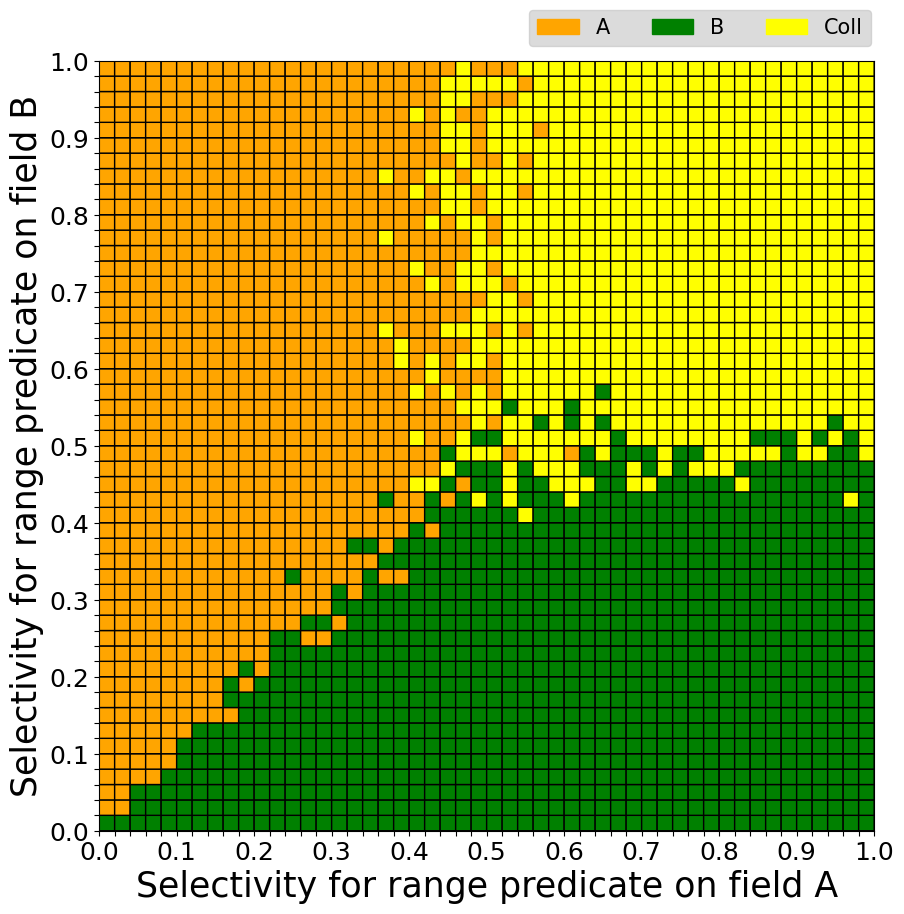 A B Coll
1.0
0.9
0.8
0.7
0.6
0.5
0.4
0.3
0.2
0.1
0.0
Selectivity for range predicate on field B
0.0 0.1 0.2 0.3 0.4 0.5 0.6 0.7 0.8 0.9 1.0
Selectivity for range predicate on field A